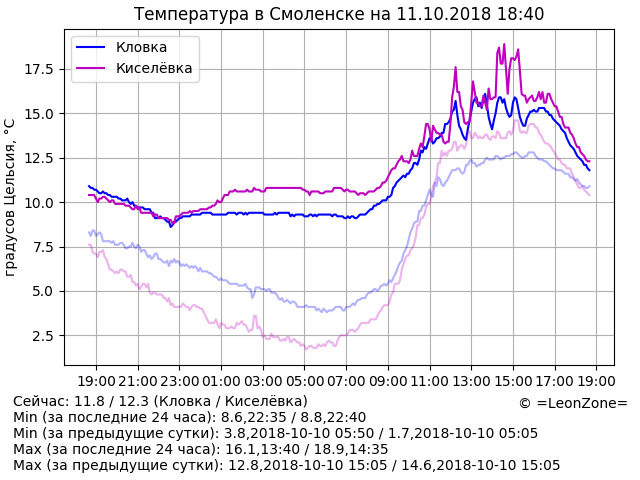 Температура в Смоленске на 11.10.2018 18:40
Кловка
Киселёвка
градусов Цельсия, °C
17.5
15.0
12.5
10.0
7.5
5.0
2.5
19:00 21:00 23:00 01:00 03:00 05:00 07:00 09:00 11:00 13:00 15:00 17:00 19:00
Сейчас: 11.8 / 12.3 (Кловка / Киселёвка)
© =LeonZone=
Min (за последние 24 часа): 8.6,22:35 / 8.8,22:40
Min (за предыдущие сутки): 3.8,2018-10-10 05:50 / 1.7,2018-10-10 05:05
Max (за последние 24 часа): 16.1,13:40 / 18.9,14:35
Max (за предыдущие сутки): 12.8,2018-10-10 15:05 / 14.6,2018-10-10 15:05